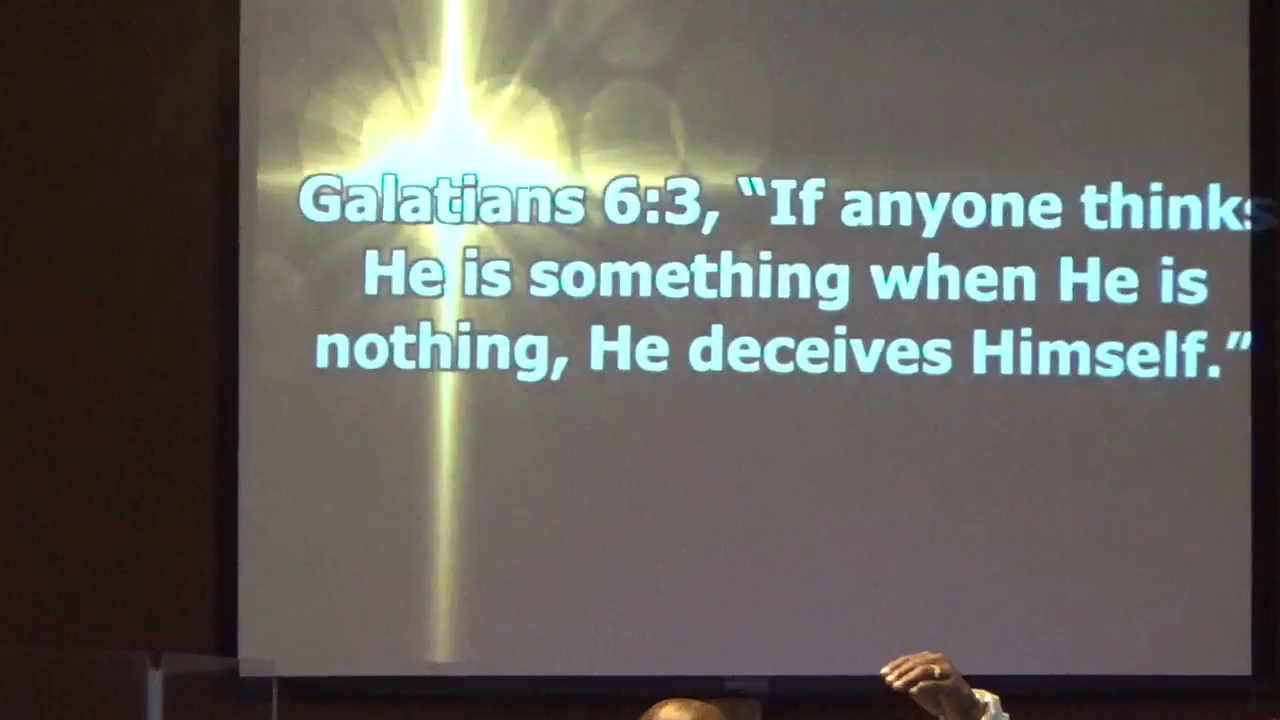 Galatians 6:3, “If anyone thinks
He is something when He is
nothing, He deceives Himself.”